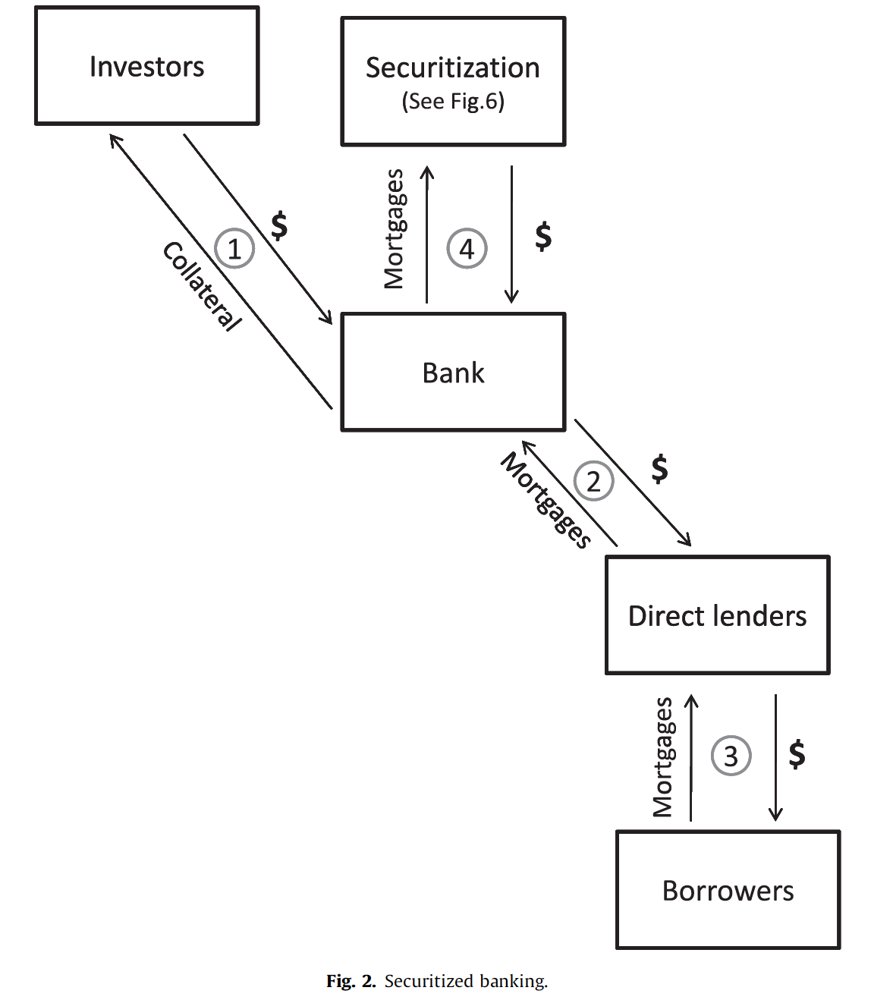 Investors
Securitization
(See Fig.6)
$
1
Collateral
Mortgages
4
$
Bank
$
2
Mortgages
Direct lenders
Mortgages
3
$
Borrowers
Fig. 2. Securitized banking.